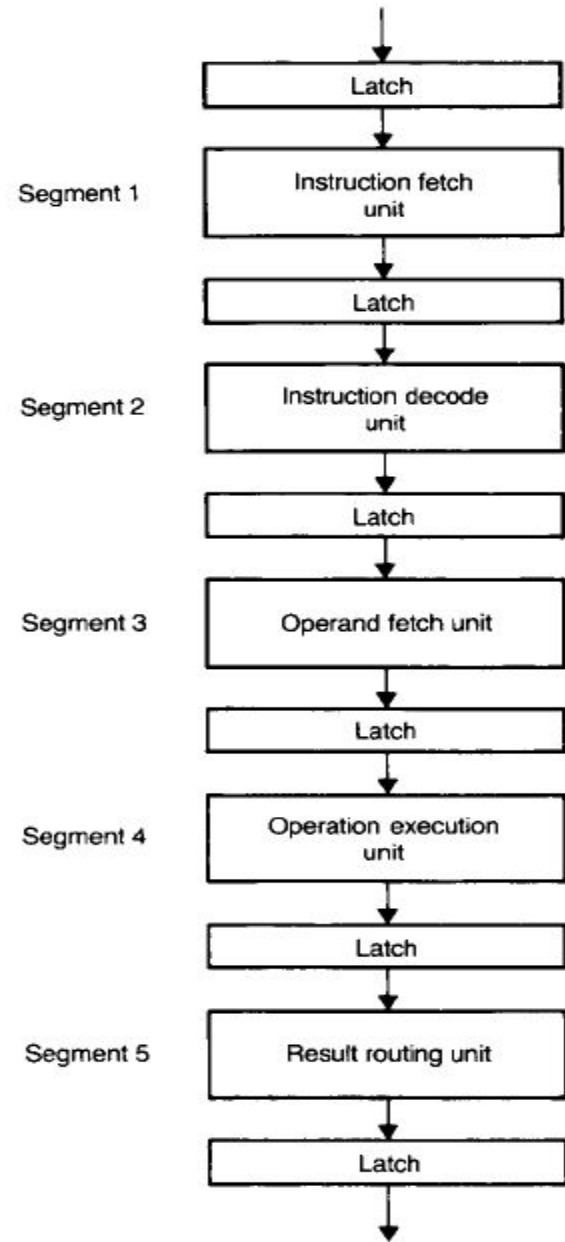 Latch
Segment 1
Instruction fetch
unit
Latch
Segment 2
Instruction decode
unit
Latch
Segment 3
Operand fetch unit
Latch
Segment 4
Operation execution
unit
Latch
Segment 5
Result routing unit
Latch